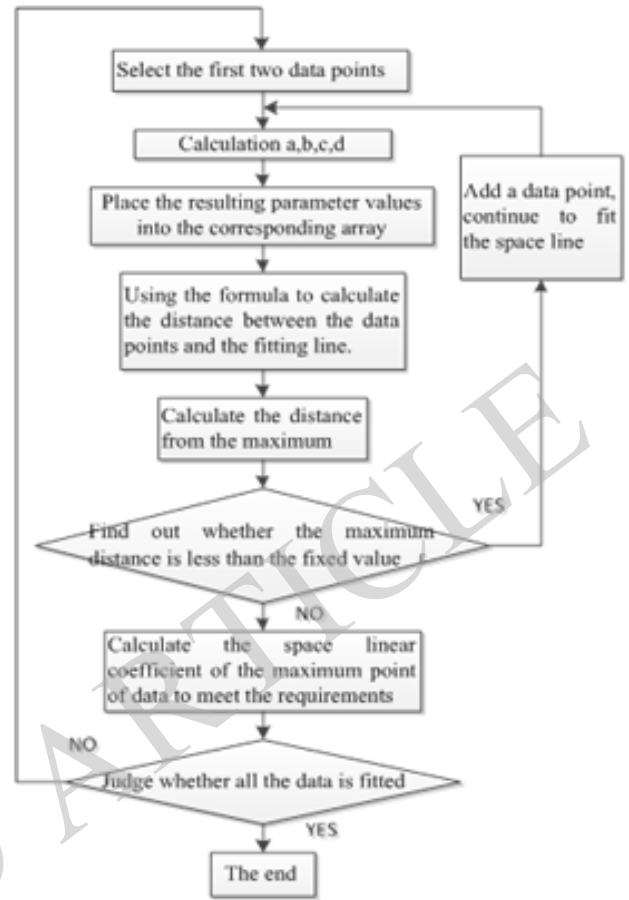 Select the first two data points
Calculation a,b,c,d
Place the resulting parameter values
into the corresponding array
Add a data point,
continue to fit
the space line
Using the formula to calculate
the distance between the data
points and the fitting line.
Calculate the distance
from the maximum
YES
Find out whether the maximum
distance is less than the fixed value
NO
Calculate the space linear
coefficient of the maximum point
of data to meet the requirements
NO
Judge whether all the data is fitted
YES
The end
ARTICLE